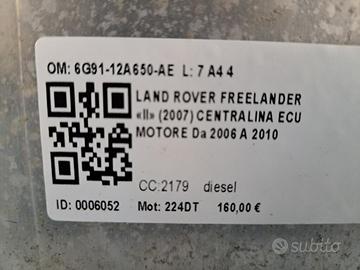 OM: 6G91-12A650-AE L: 7 A4 4
LAND ROVER FREELANDER
«II» (2007) CENTRALINA ECU
MOTORE Da 2006 A 2010
CC:2179 diesel
ID: 0006052 Mot: 224DT 160,00 €
subito